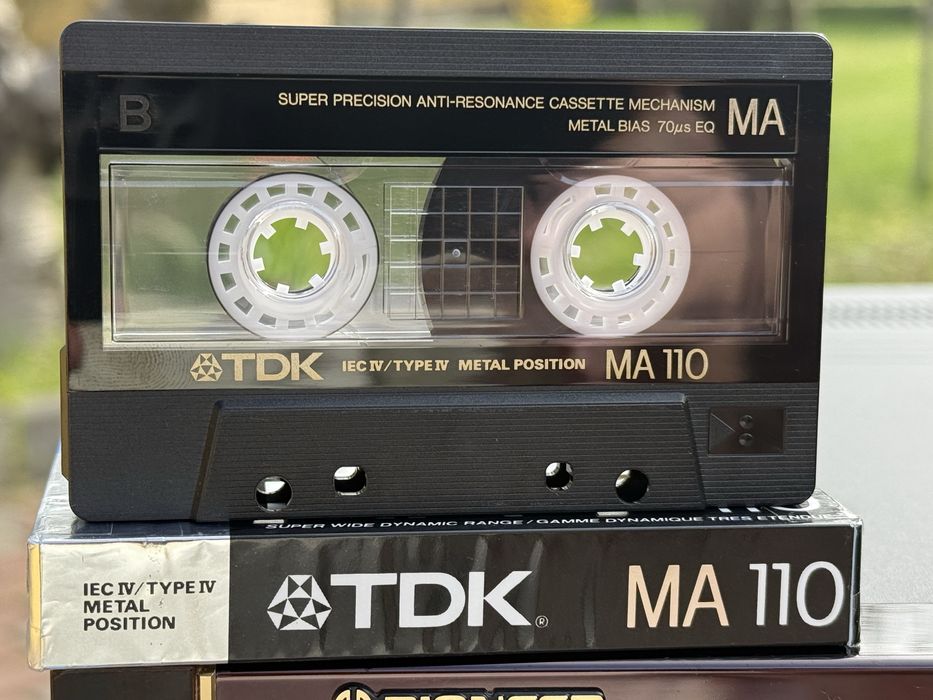 B
SUPER PRECISION ANTI-RESONANCE CASSETTE MECHANISM
METAL BIAS 70µs EQ
MA
TDK
IEC IV/TYPE IV METAL POSITION
MA 110
SUPER WIDE DYNAMIC RANGE / GAMME DYNAMIQUE TRES ETENDUE
IEC IV/TYPE IV
METAL
POSITION
TDK®
MA 110
PIONEER